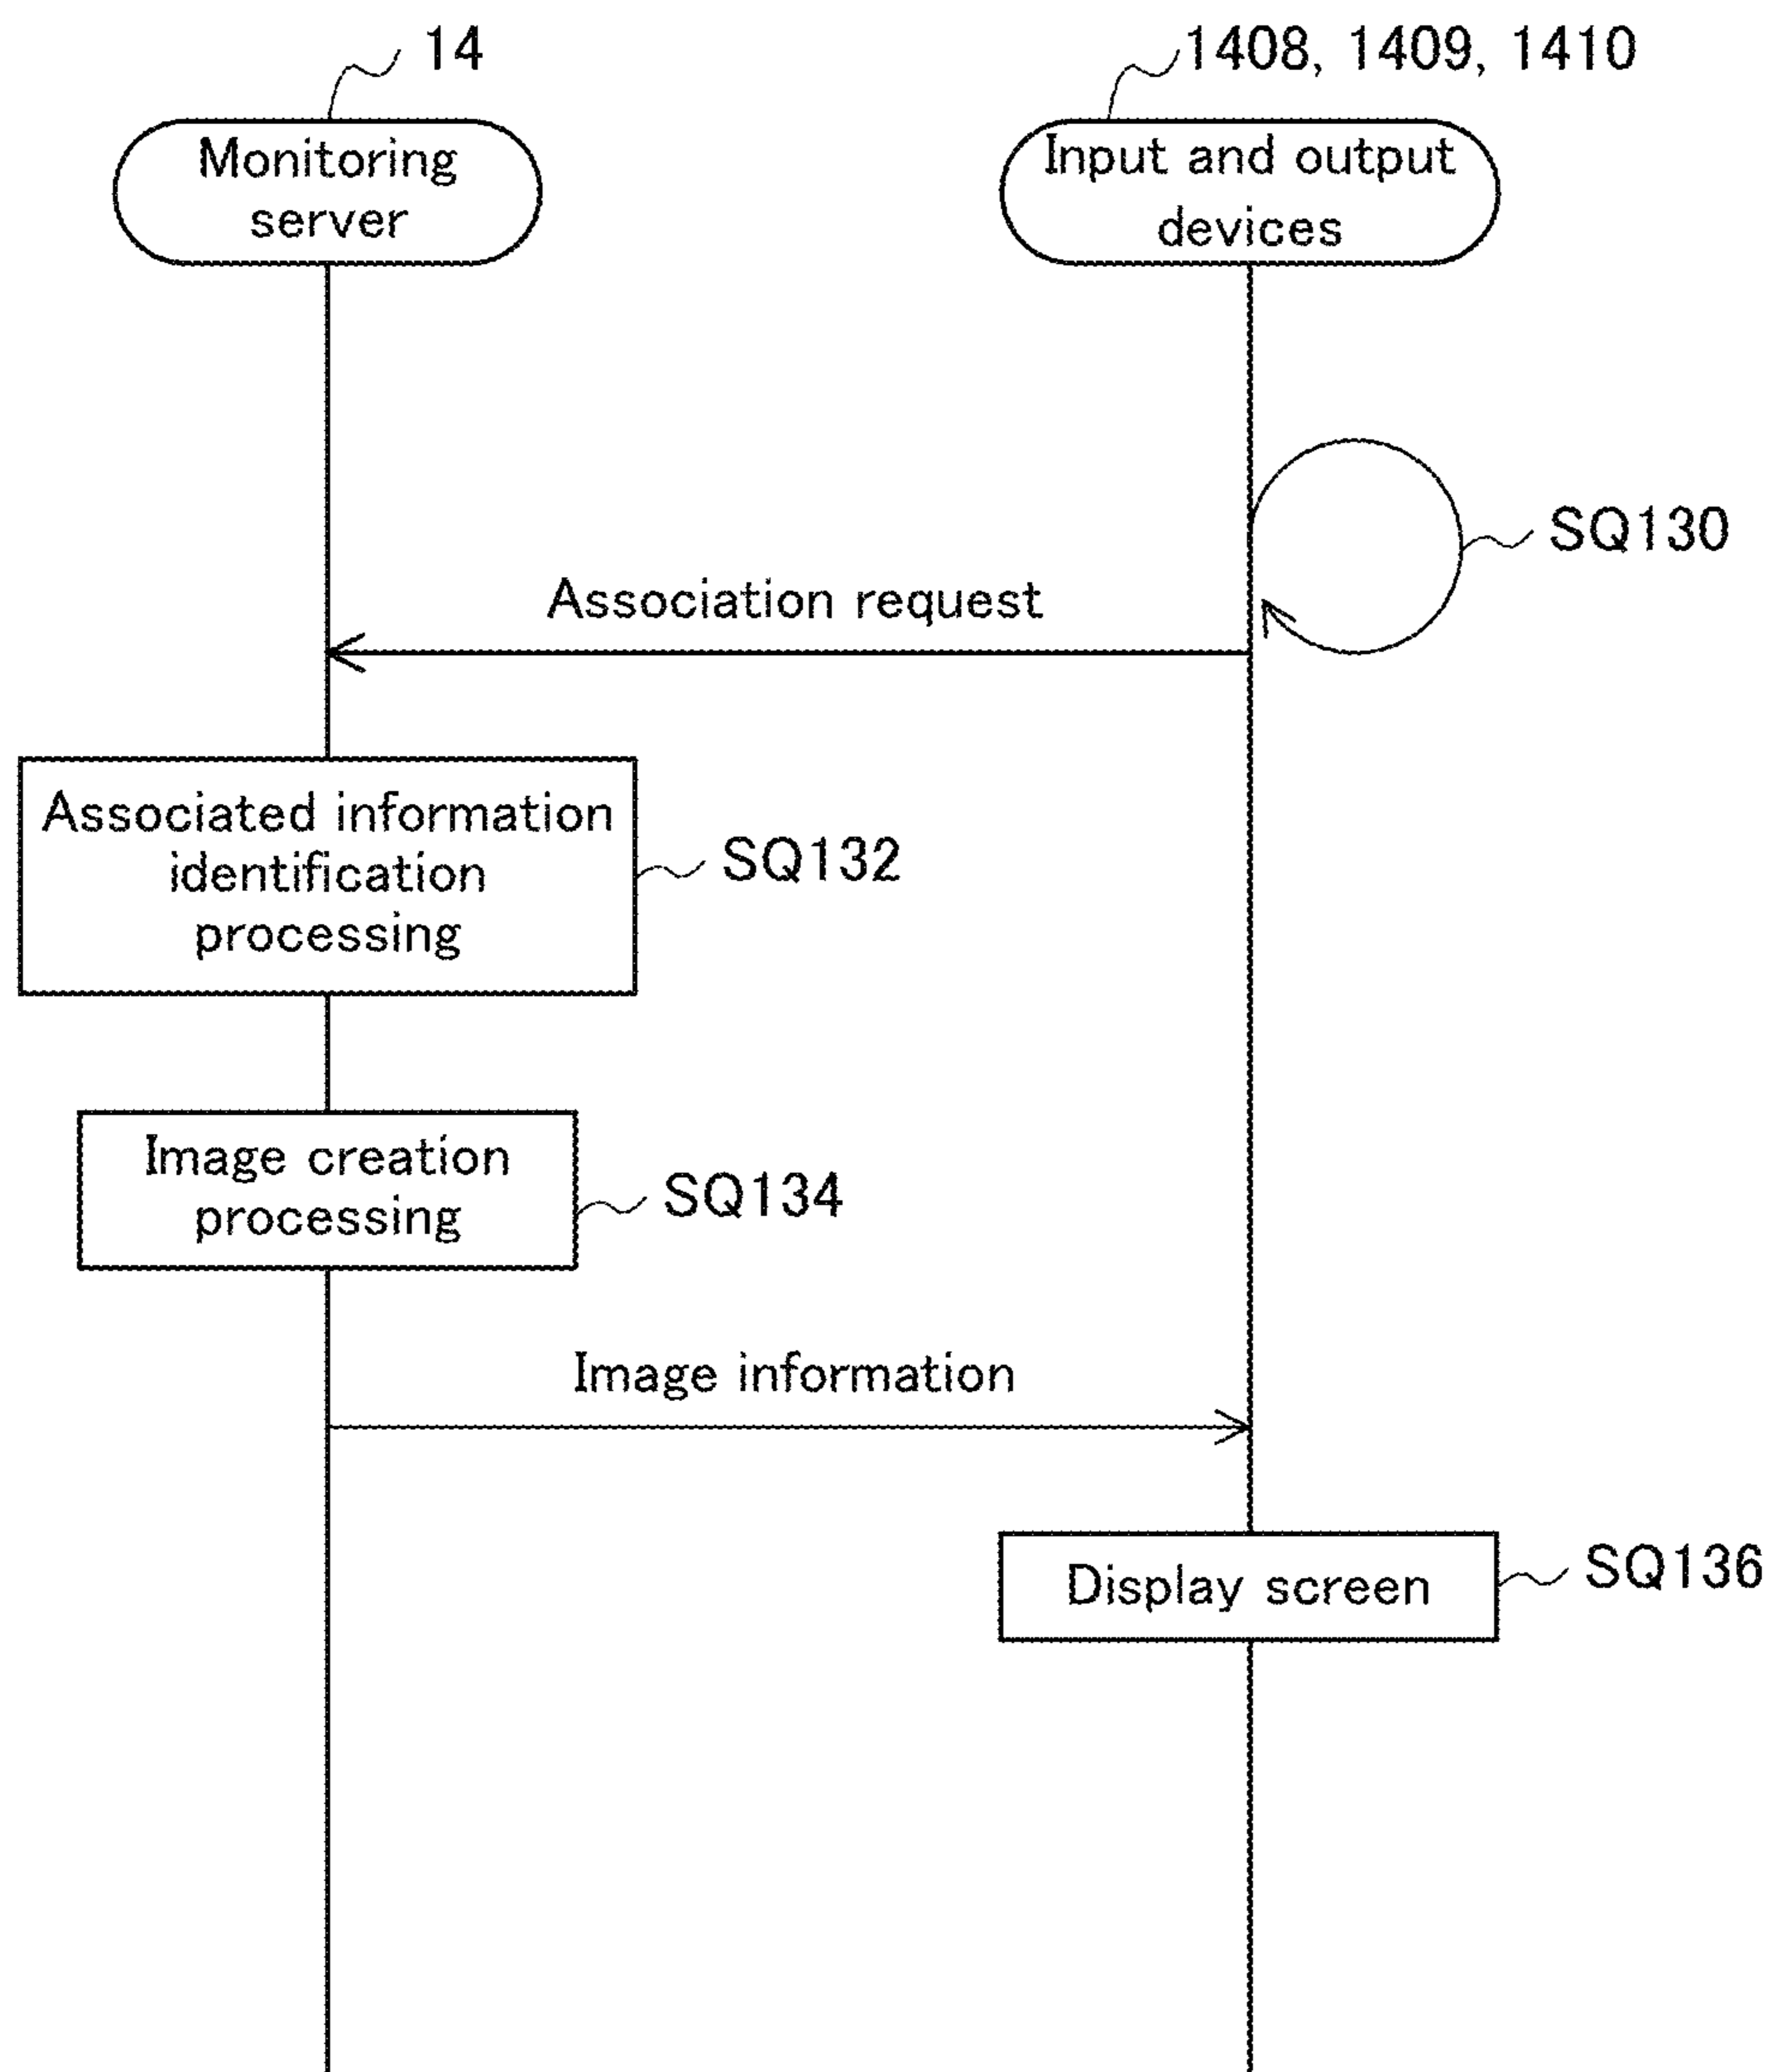 14
1408, 1409, 1410
Monitoring
server
Input and output
devices
SQ130
Association request
Associated information
identification
processing
SQ132
Image creation
processing
SQ134
Image information
Display screen
SQ136